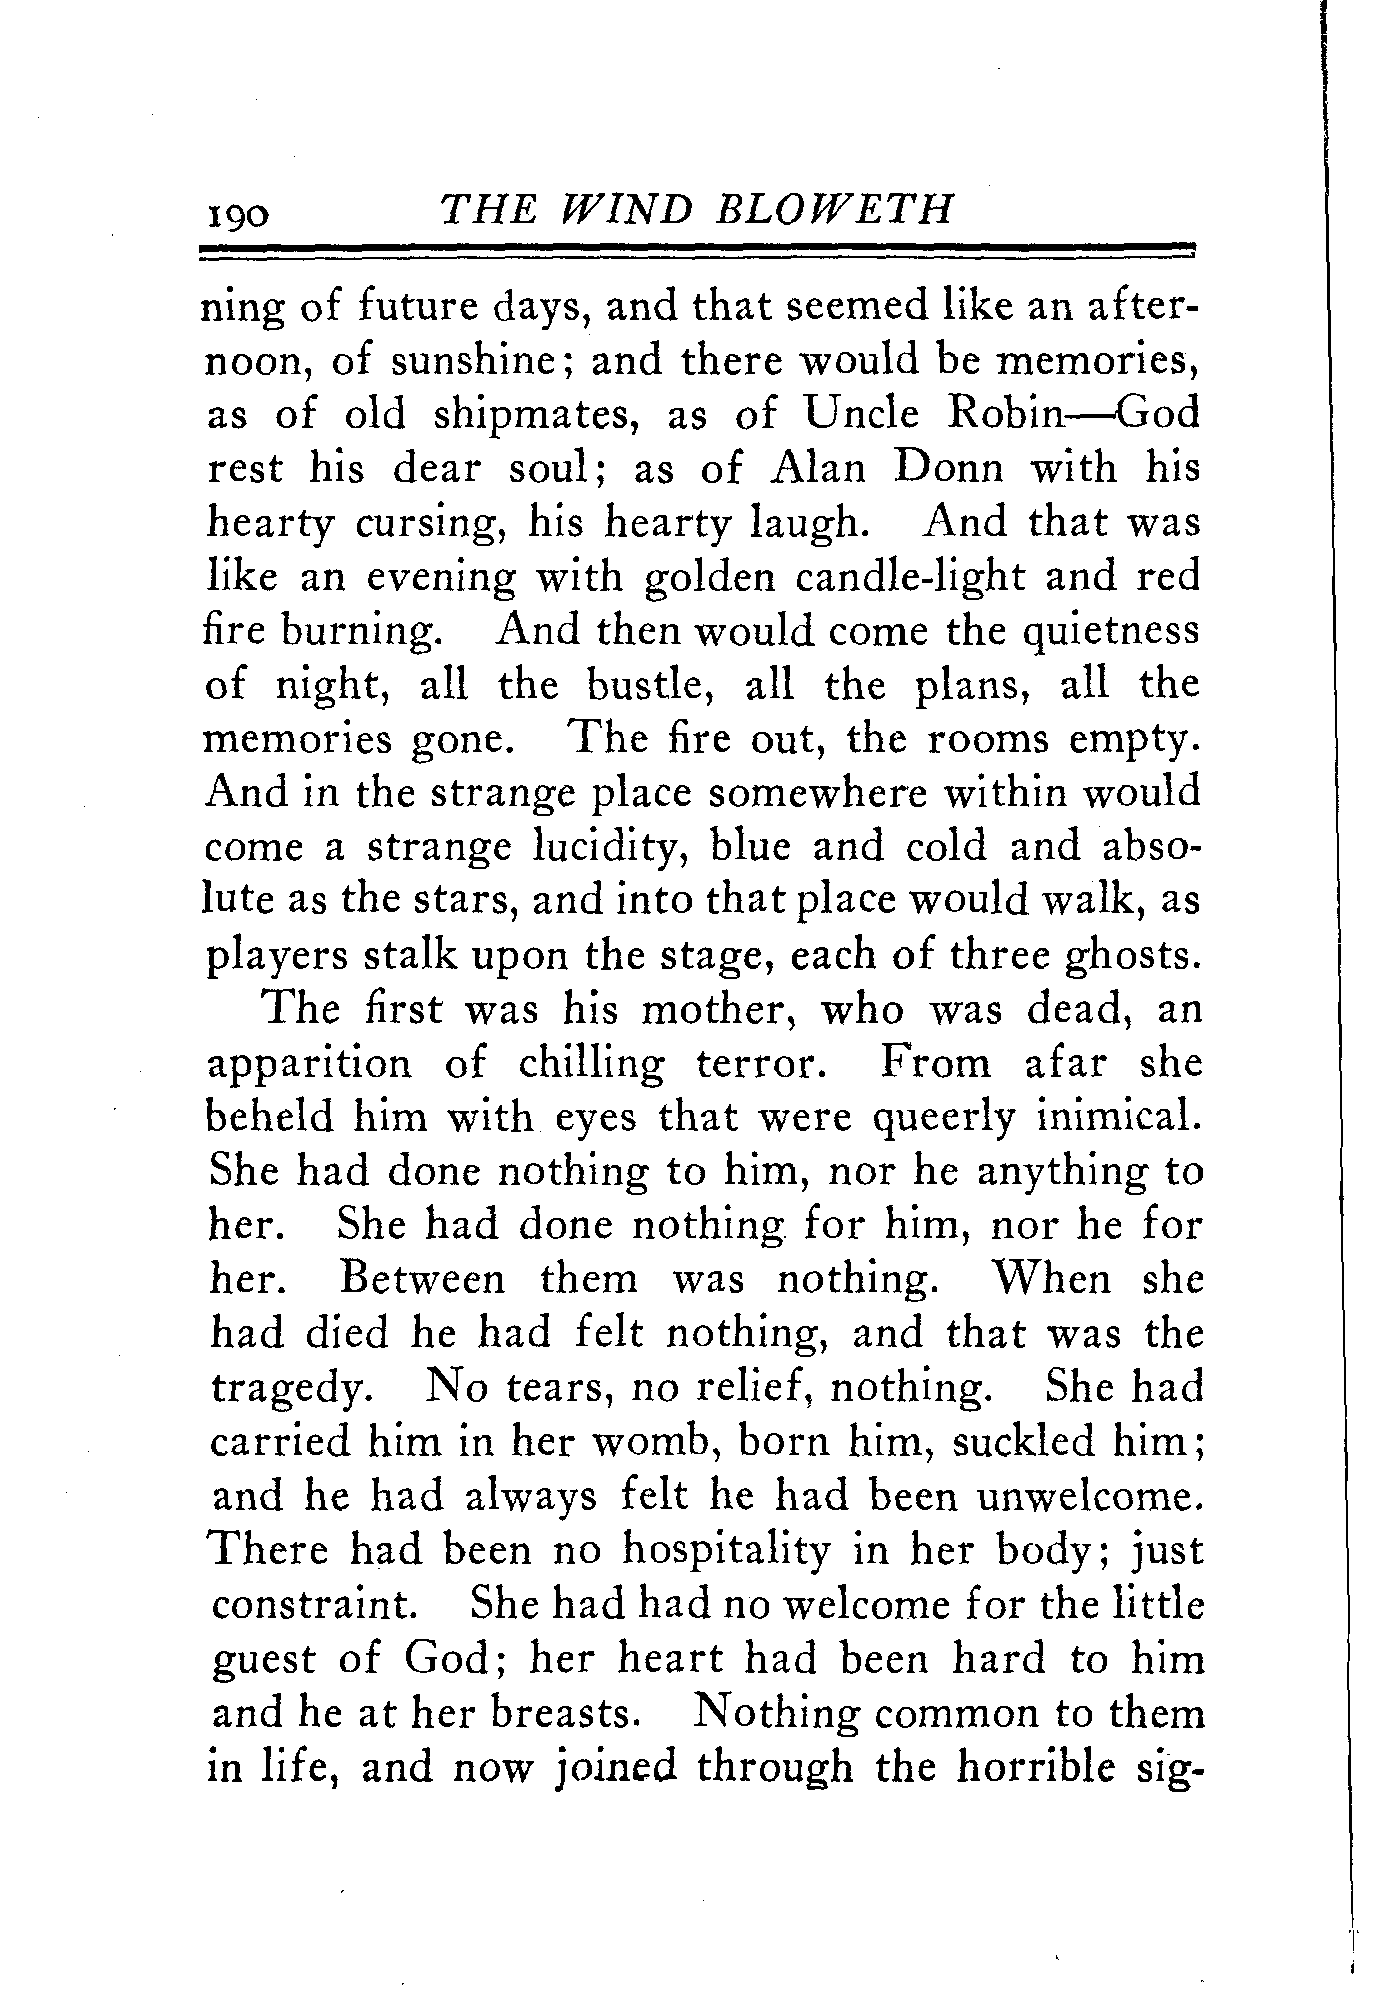 190 THE WIND BLOWETH
ning of future days, and that seemed like an after-
noon, of sunshine; and there would be memories,
as of old shipmates, as of Uncle Robin—God
rest his dear soul; as of Alan Donn with his
hearty cursing, his hearty laugh. And that was
like an evening with golden candle-light and red
fire burning. And then would come the quietness
of night, all the bustle, all the plans, all the
memories gone. The fire out, the rooms empty.
And in the strange place somewhere within would
come a strange lucidity, blue and cold and abso-
lute as the stars, and into that place would walk, as
players stalk upon the stage, each of three ghosts.
The first was his mother, who was dead, an
apparition of chilling terror. From afar she
beheld him with eyes that were queerly inimical.
She had done nothing to him, nor he anything to
her. She had done nothing for him, nor he for
her. Between them was nothing. When she
had died he had felt nothing, and that was the
tragedy. No tears, no relief, nothing. She had
carried him in her womb, born him, suckled him;
and he had always felt he had been unwelcome.
There had been no hospitality in her body; just
constraint. She had had no welcome for the little
guest of God; her heart had been hard to him
and he at her breasts. Nothing common to them
in life, and now joined through the horrible sig-